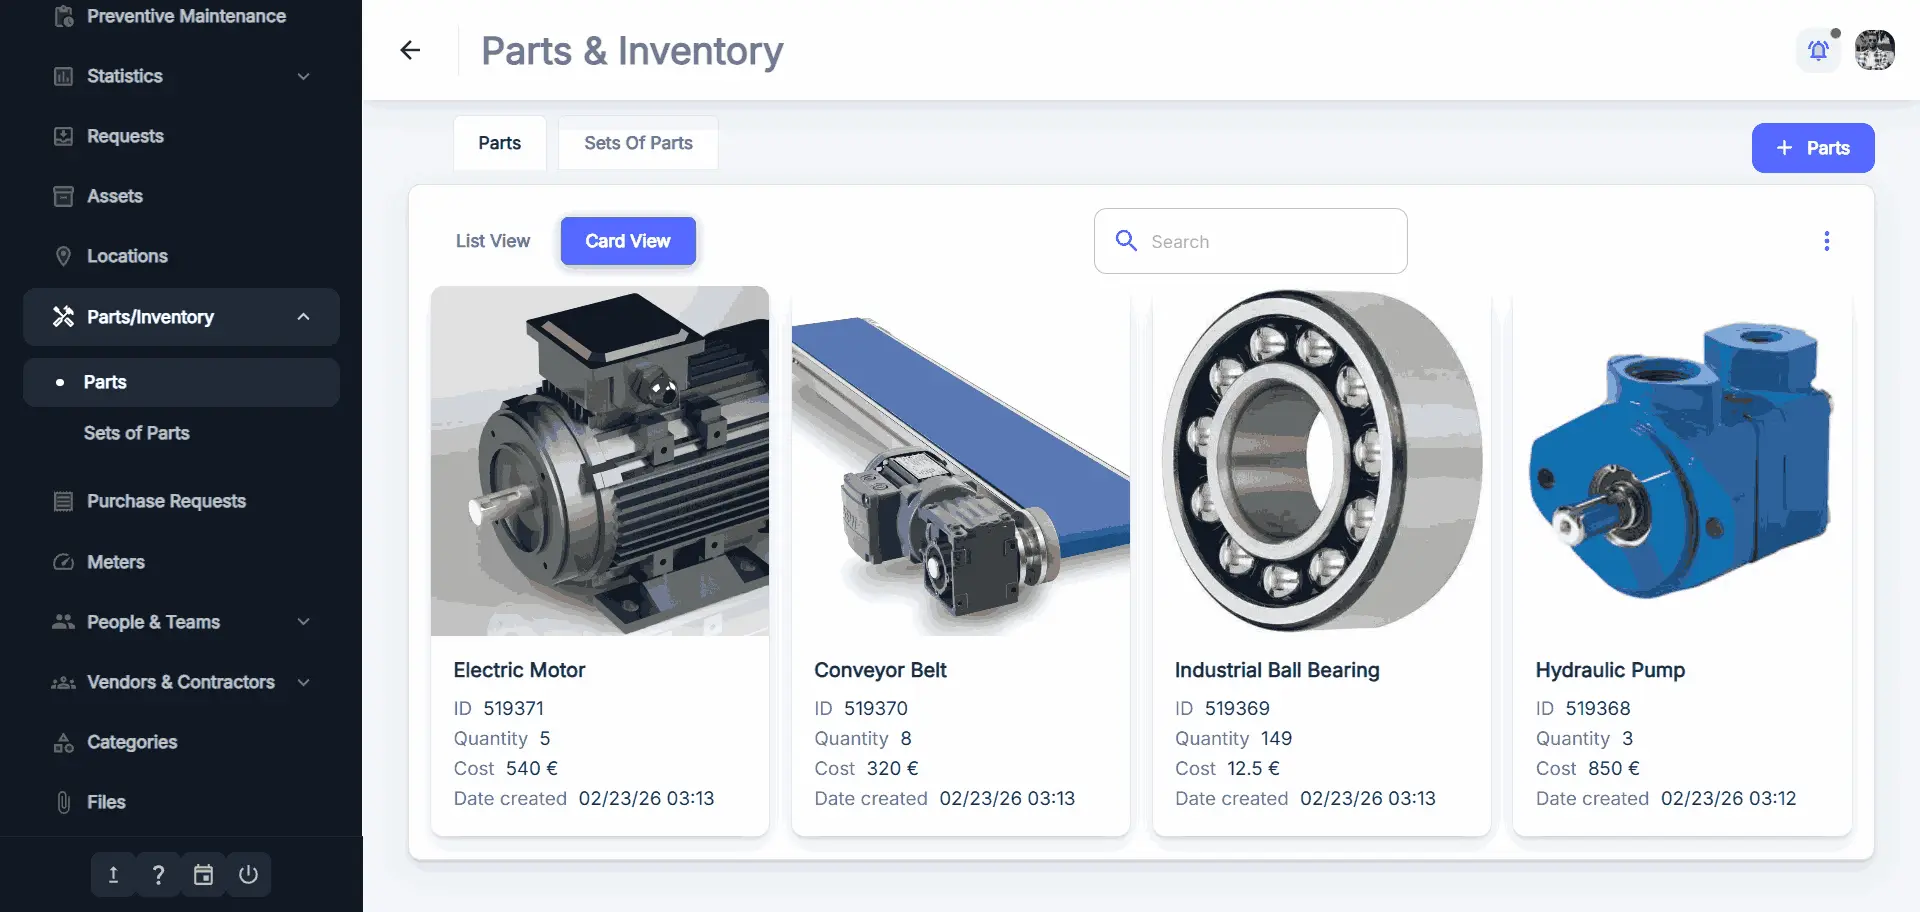 Preventive Maintenance
Statistics
Requests
Assets
Locations
Parts/Inventory
Parts
Sets of Parts
Purchase Requests
Meters
People & Teams
Vendors & Contractors
Categories
Files
?
Parts & Inventory
Parts
Sets Of Parts
+ Parts
List View
Card View
Search
Electric Motor
ID 519371
Quantity 5
Cost 540 €
Date created 02/23/26 03:13
Conveyor Belt
ID 519370
Quantity 8
Cost 320 €
Date created 02/23/26 03:13
Industrial Ball Bearing
ID 519369
Quantity 149
Cost 12.5 €
Date created 02/23/26 03:13
Hydraulic Pump
ID 519368
Quantity 3
Cost 850 €
Date created 02/23/26 03:12